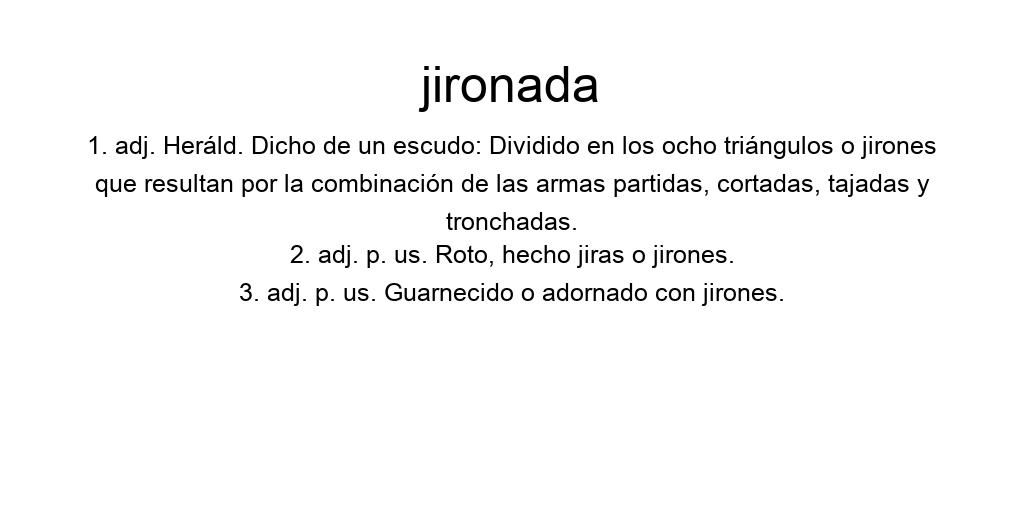 jironada
1. adj. Heráld. Dicho de un escudo: Dividido en los ocho triángulos o jirones
que resultan por la combinación de las armas partidas, cortadas, tajadas y
tronchadas.
2. adj. p. us. Roto, hecho jiras o jirones.
3. adj. p. us. Guarnecido o adornado con jirones.